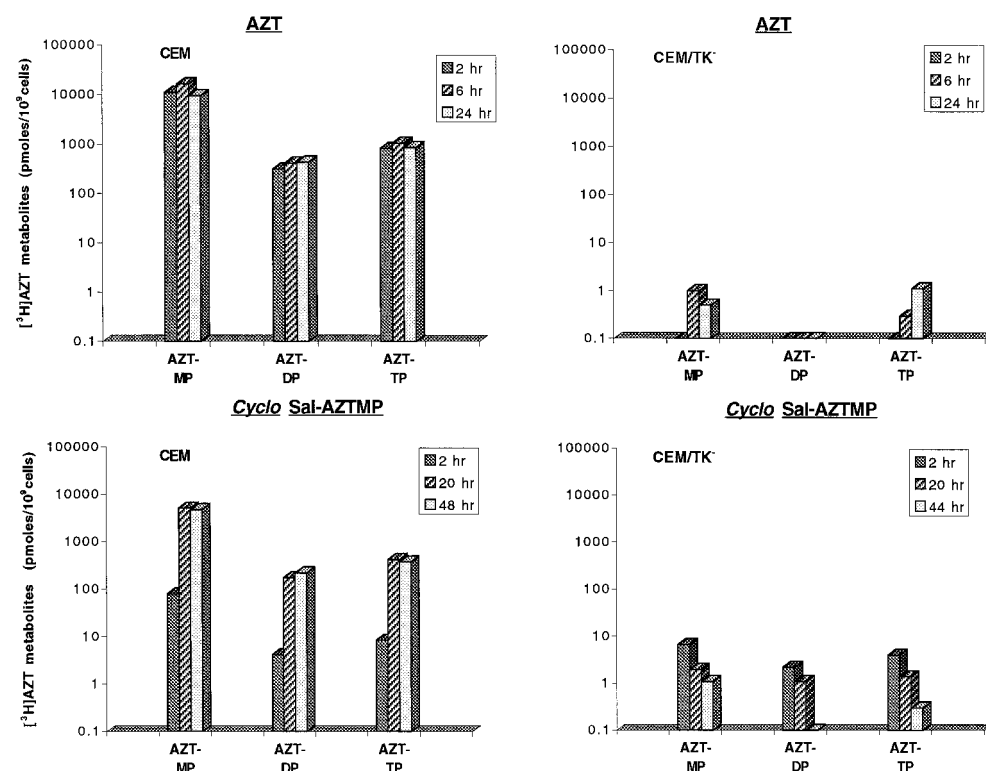 AZT
100000
10000
1000
100
10
1
0.1
[³H]AZT metabolites (pmoles/10⁹cells)
CEM
2 hr
6 hr
24 hr
AZT-MP
AZT-DP
AZT-TP
AZT
100000
10000
1000
100
10
1
0.1
CEM/TK⁻
2 hr
6 hr
24 hr
AZT-MP
AZT-DP
AZT-TP
Cyclo Sal-AZTMP
100000
10000
1000
100
10
1
0.1
[³H]AZT metabolites (pmoles/10⁹cells)
CEM
2 hr
20 hr
48 hr
AZT-MP
AZT-DP
AZT-TP
Cyclo Sal-AZTMP
100000
10000
1000
100
10
1
0.1
CEM/TK⁻
2 hr
20 hr
44 hr
AZT-MP
AZT-DP
AZT-TP